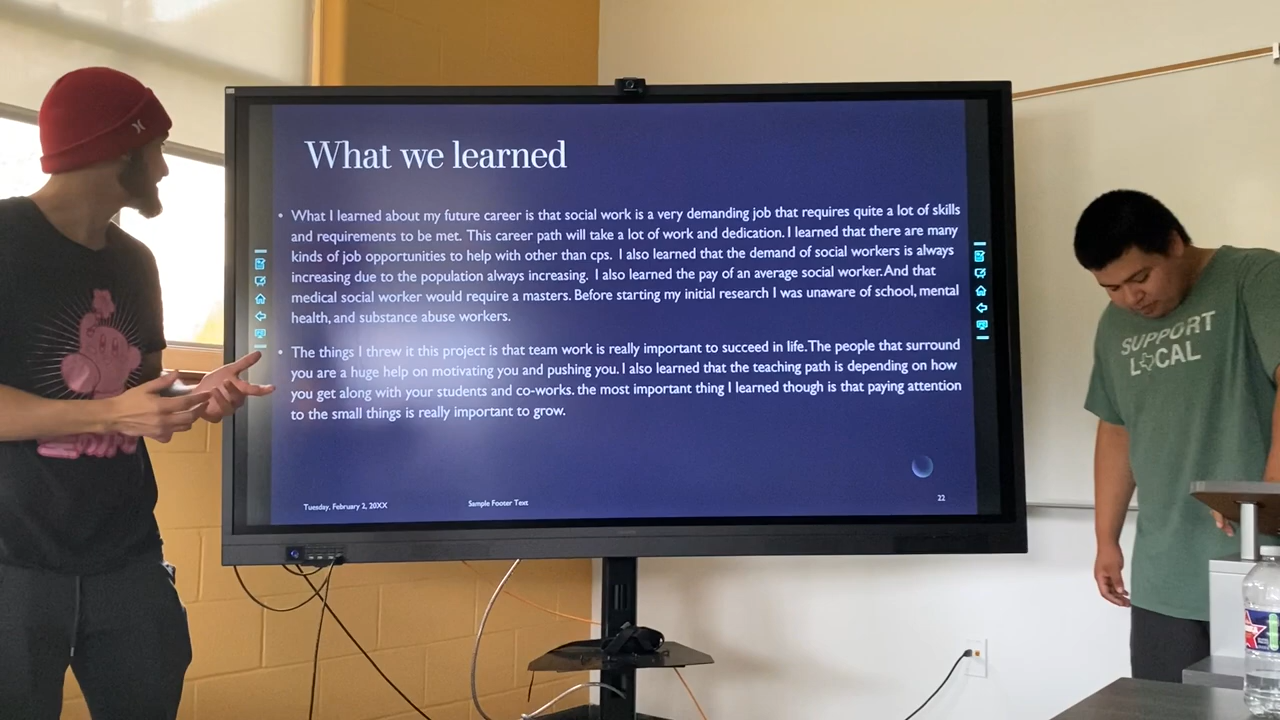 What we learned
• What I learned about my future career is that social work is a very demanding job that requires quite a lot of skills
and requirements to be met. This career path will take a lot of work and dedication. I learned that there are many
kinds of job opportunities to help with other than cps. I also learned that the demand of social workers is always
increasing due to the population always increasing. I also learned the pay of an average social worker. And that
medical social worker would require a masters. Before starting my initial research I was unaware of school, mental
health, and substance abuse workers.
• The things I threw it this project is that team work is really important to succeed in life. The people that surround
you are a huge help on motivating you and pushing you. I also learned that the teaching path is depending on how
you get along with your students and co-works. the most important thing I learned though is that paying attention
to the small things is really important to grow.
Tuesday, February 2, 20XX
Sample Footer Text
22
SUPPORT
LOCAL